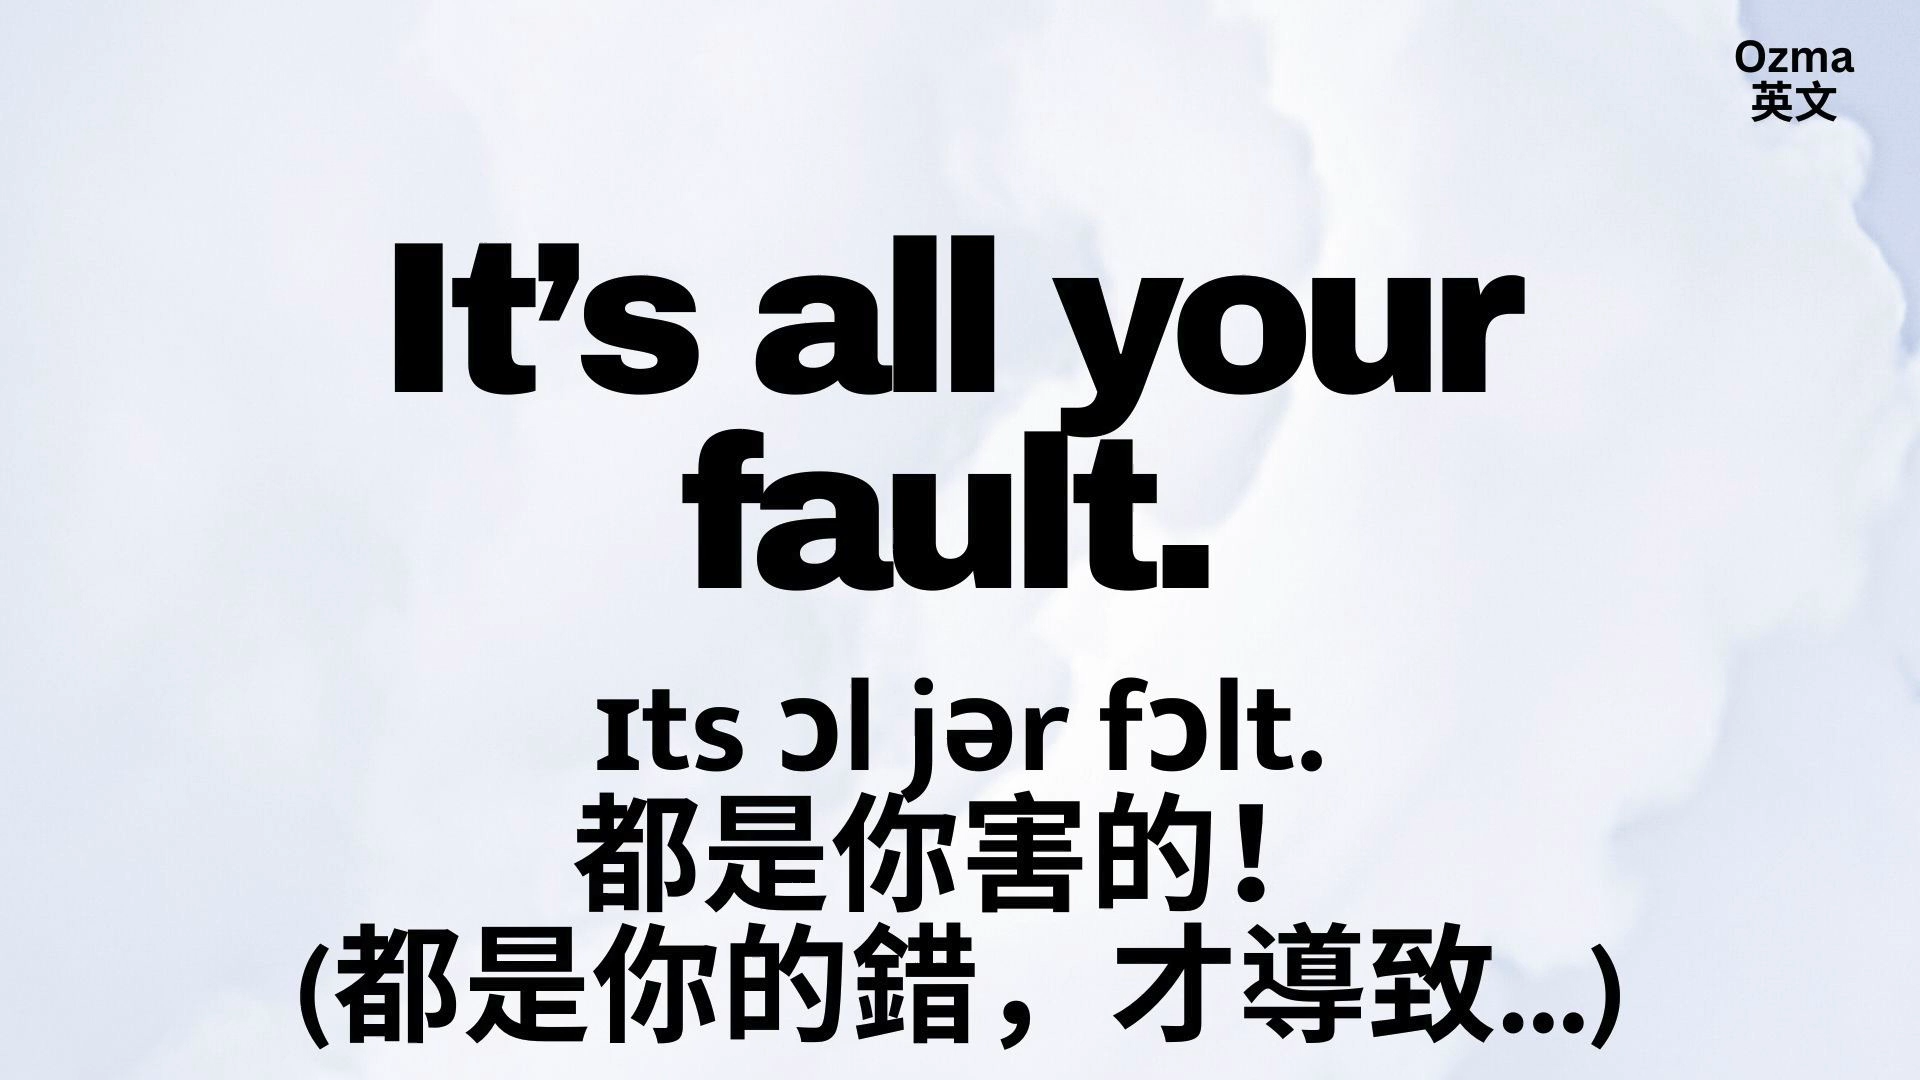 Ozma
英文
It’s all your
fault.
ɪts ɔl jər fɔlt.
都是你害的！
(都是你的錯，才導致...)